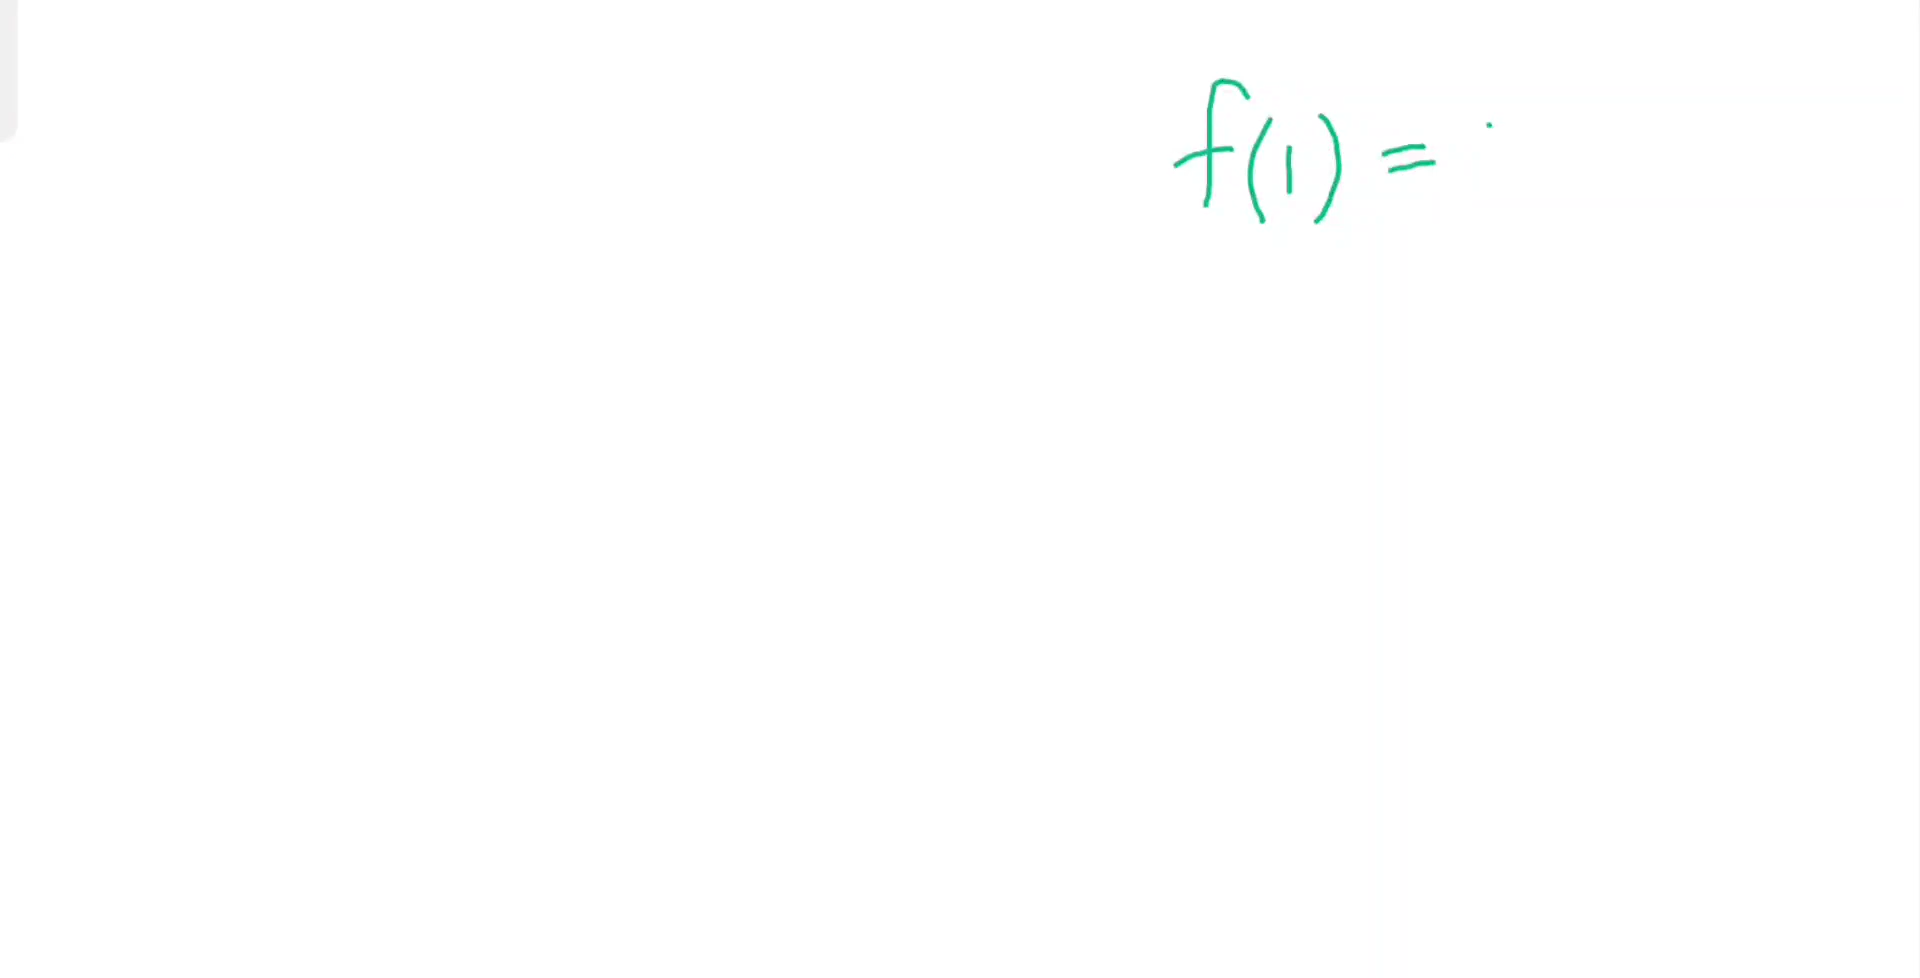 f(1) =